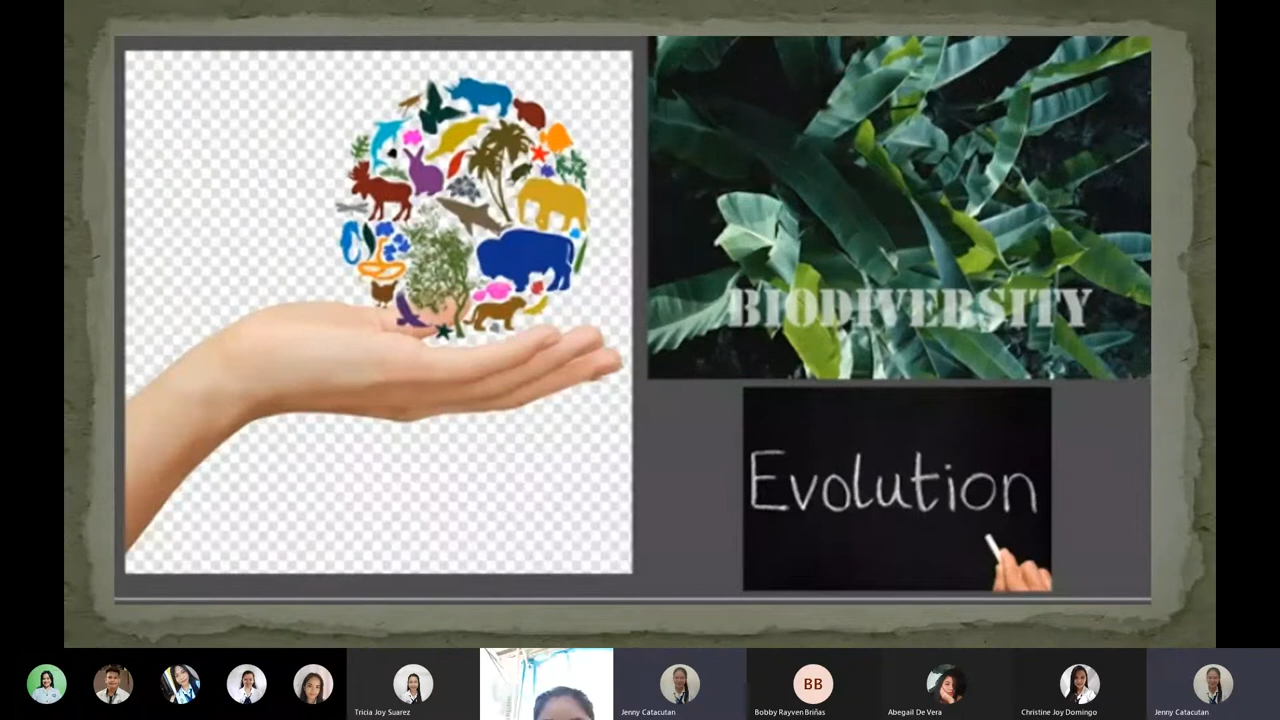 BIODIVERSITY
Evolution
BB
Tricia Joy Suarez
Jenny Catacutan
Bobby Rayven Briñas
Abegail De Vera
Christine Joy Domingo
Jenny Catacutan